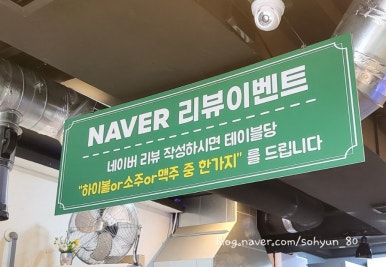 NAVER 리뷰이벤트
네이버 리뷰 작성하시면 테이블당
"하이볼or소주or맥주 중 한가지" 를 드립니다
blog.naver.com/sohyun_80